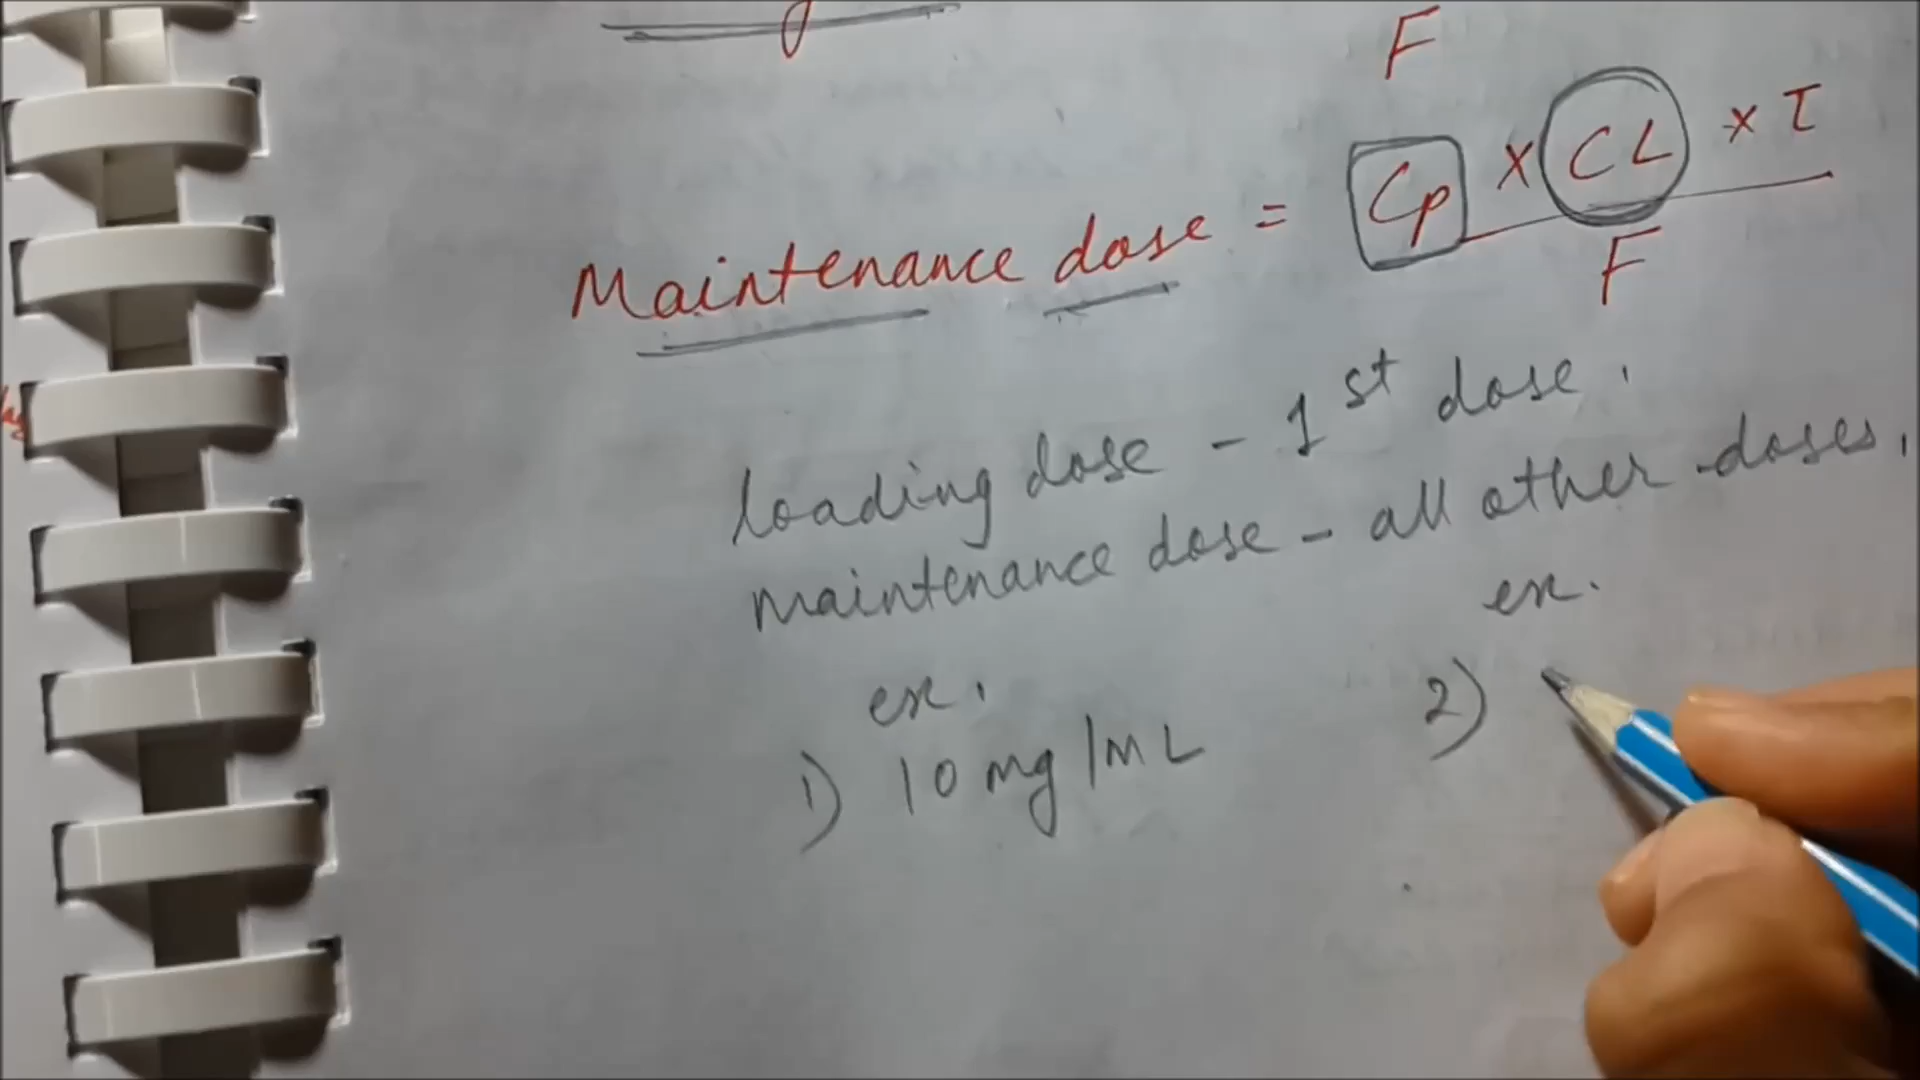 F
Maintenance dose = Cp x CL x τ
F
loading dose - 1st dose.
maintenance dose - all other doses.
ex.
ex.
1) 10 mg/mL
2)